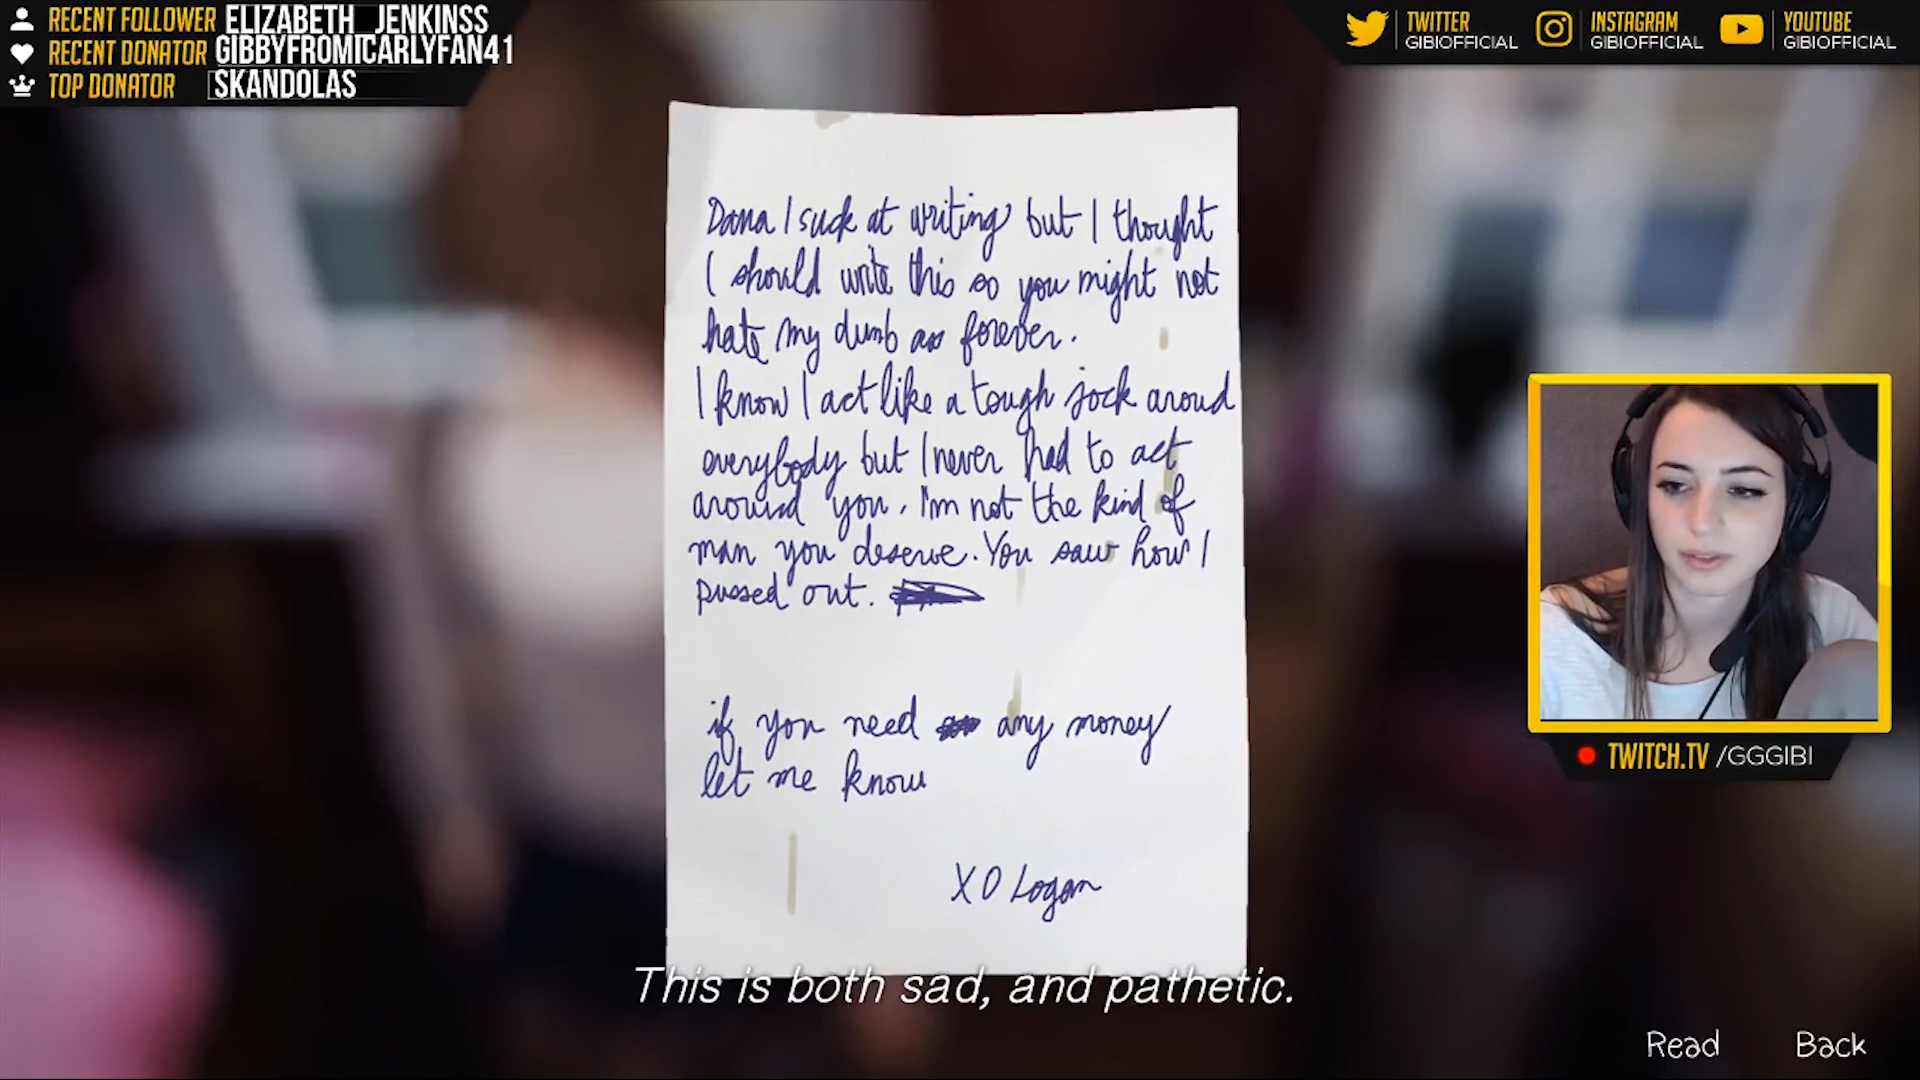 RECENT FOLLOWER ELIZABETH_JENKINSS
RECENT DONATOR GIBBYFROMICARLYFAN41
TOP DONATOR SKANDOLAS
TWITTER
GIBIOFFICIAL
INSTAGRAM
GIBIOFFICIAL
YOUTUBE
GIBIOFFICIAL
Dana I suck at writing but I thought
I should write this so you might not
hate my dumb ass forever.
I know I act like a tough jock aroud
everybody but I never had to act
around you. I'm not the kind of
man you deserve. You saw how I
pussed out.
if you need any money
let me know
XO Logan
This is both sad, and pathetic.
TWITCH.TV /GGGIBI
Read
Back